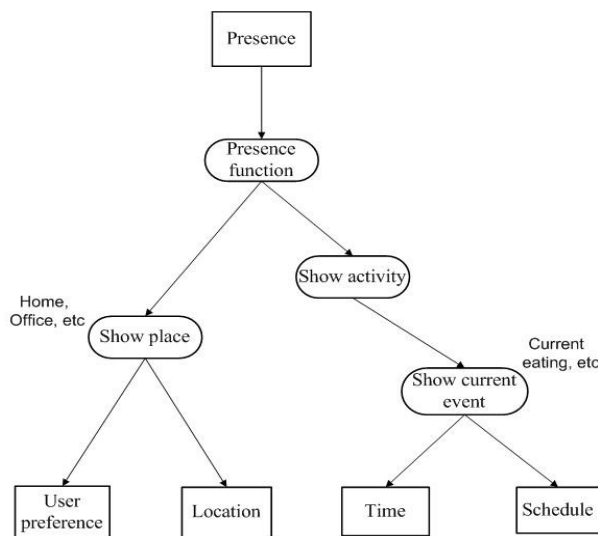 Presence
Presence
function
Show activity
Home,
Office, etc
Show place
Current
eating, etc
Show current
event
User
preference
Location
Time
Schedule